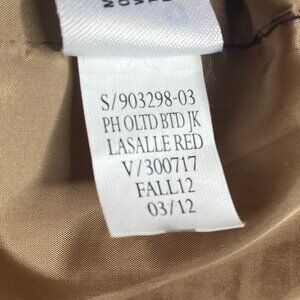 S/903298-03
PH OLTD BTD JK
LASALLE RED
V/300717
FALL12
03/12